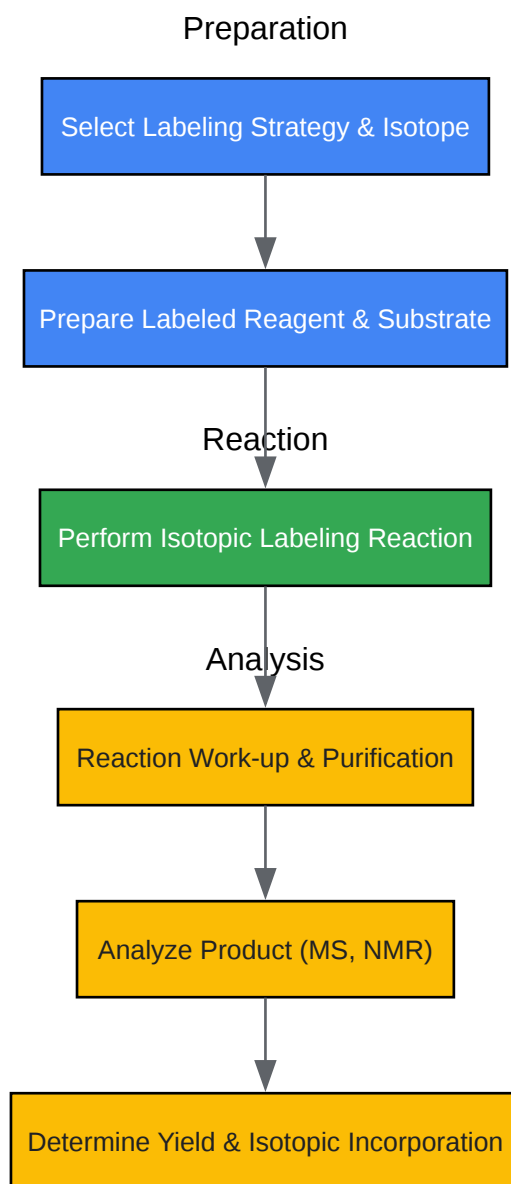 Preparation
Select Labeling Strategy & Isotope
Prepare Labeled Reagent & Substrate
Reaction
Perform Isotopic Labeling Reaction
Analysis
Reaction Work-up & Purification
Analyze Product (MS, NMR)
Determine Yield & Isotopic Incorporation